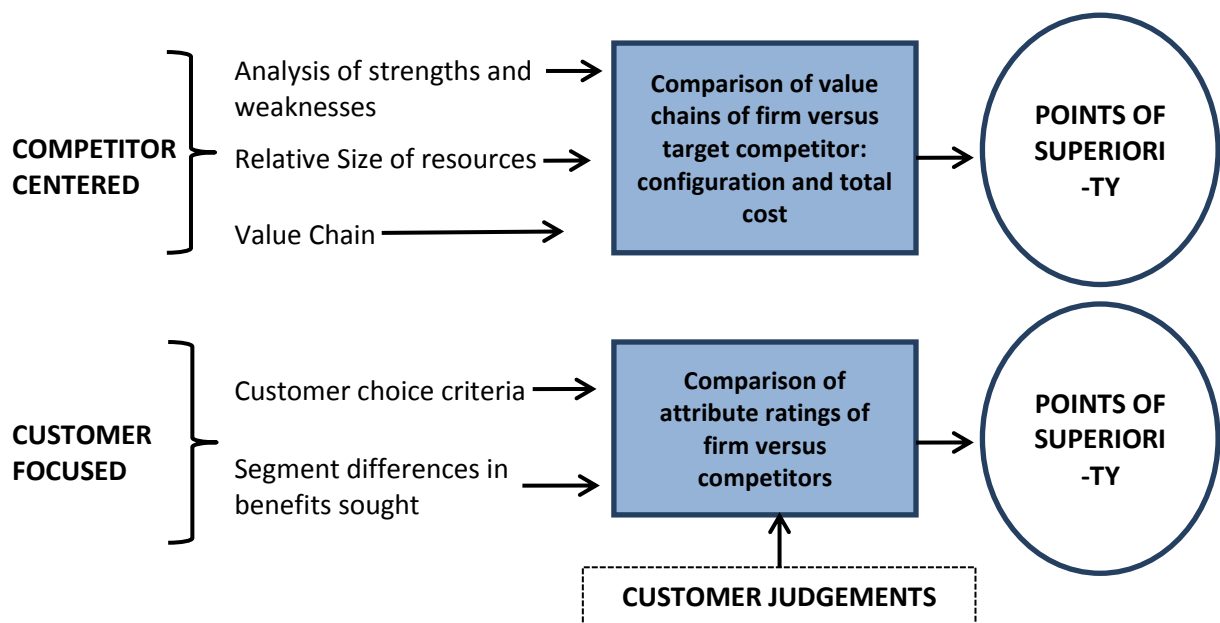 COMPETITOR
CENTERED
Analysis of strengths and
weaknesses
Relative Size of resources
Value Chain
Comparison of value
chains of firm versus
target competitor:
configuration and total
cost
POINTS OF
SUPERIORI
-TY
CUSTOMER
FOCUSED
Customer choice criteria
Segment differences in
benefits sought
Comparison of
attribute ratings of
firm versus
competitors
POINTS OF
SUPERIORI
-TY
CUSTOMER JUDGEMENTS